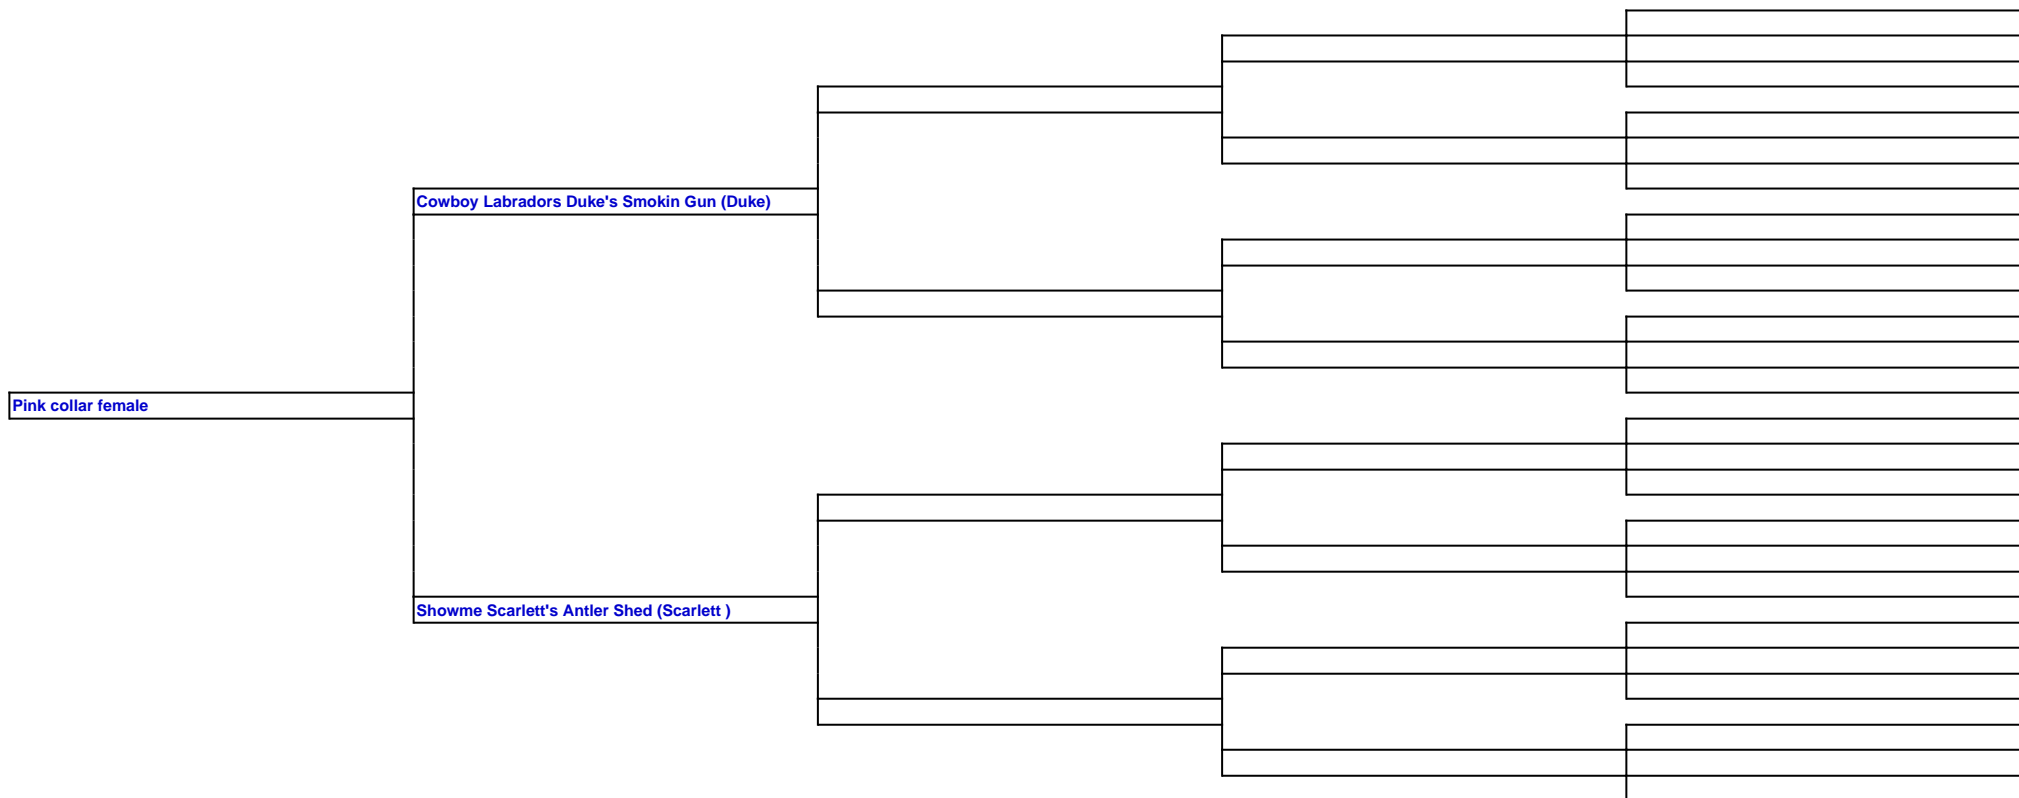 Cowboy Labradors Duke's Smokin Gun (Duke)
Pink collar female
Showme Scarlett's Antler Shed (Scarlett )